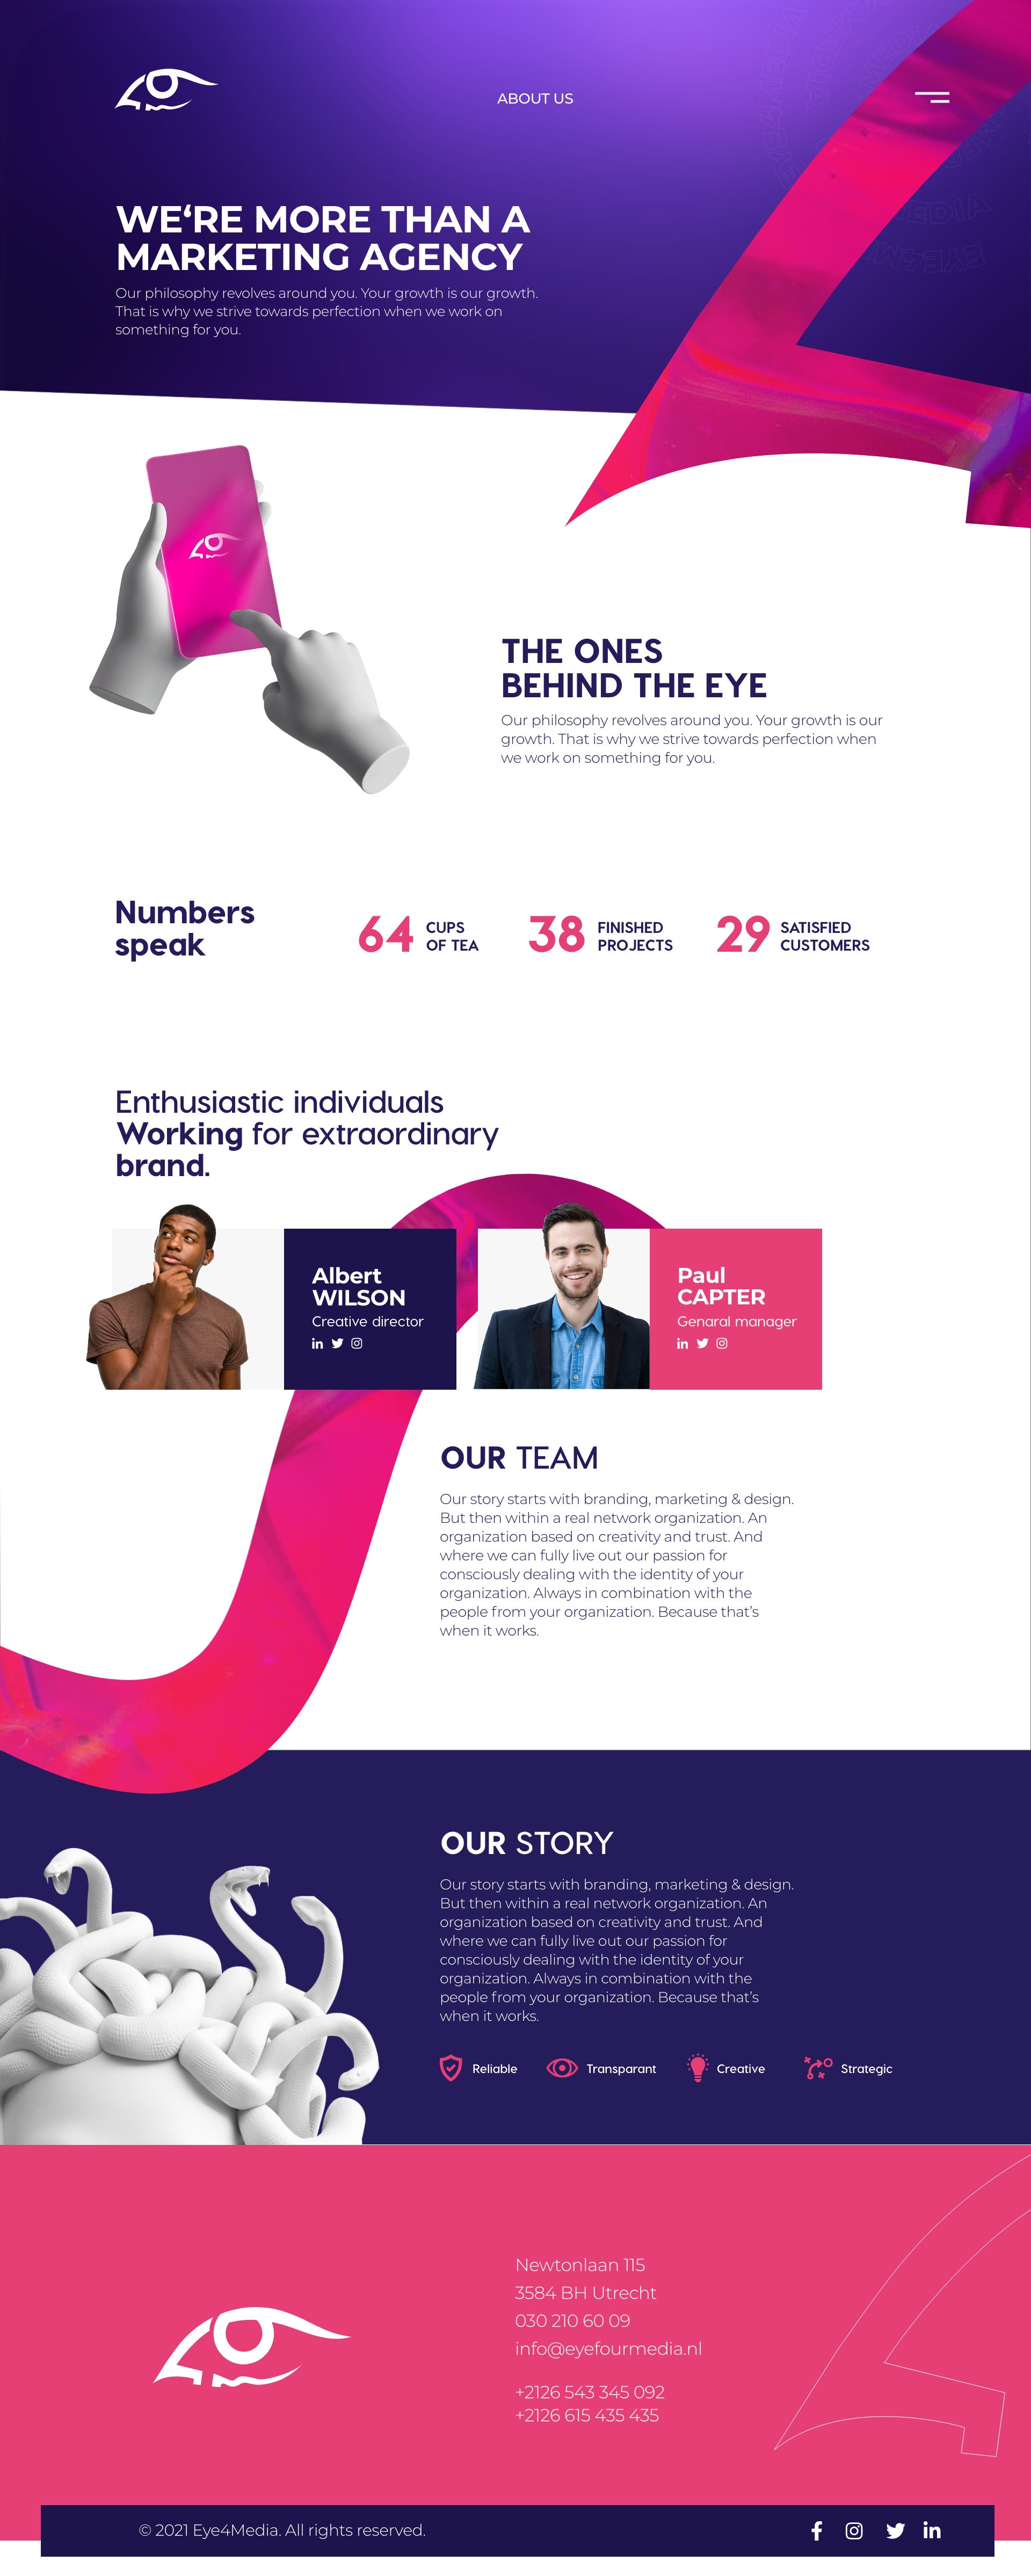 ABOUT US
WE‘RE MORE THAN A
MARKETING AGENCY
Our philosophy revolves around you. Your growth is our growth.
That is why we strive towards perfection when we work on
something for you.
EYE4MEDIA
THE ONES
BEHIND THE EYE
Our philosophy revolves around you. Your growth is our
growth. That is why we strive towards perfection when
we work on something for you.
Numbers
speak
64 CUPS
OF TEA
38 FINISHED
PROJECTS
29 SATISFIED
CUSTOMERS
Enthusiastic individuals
Working for extraordinary
brand.
Albert
WILSON
Creative director
Paul
CAPTER
Genaral manager
OUR TEAM
Our story starts with branding, marketing & design.
But then within a real network organization. An
organization based on creativity and trust. And
where we can fully live out our passion for
consciously dealing with the identity of your
organization. Always in combination with the
people from your organization. Because that’s
when it works.
OUR STORY
Our story starts with branding, marketing & design.
But then within a real network organization. An
organization based on creativity and trust. And
where we can fully live out our passion for
consciously dealing with the identity of your
organization. Always in combination with the
people from your organization. Because that’s
when it works.
Reliable Transparant Creative Strategic
Newtonlaan 115
3584 BH Utrecht
030 210 60 09
info@eyefourmedia.nl
+2126 543 345 092
+2126 615 435 435
© 2021 Eye4Media. All rights reserved.